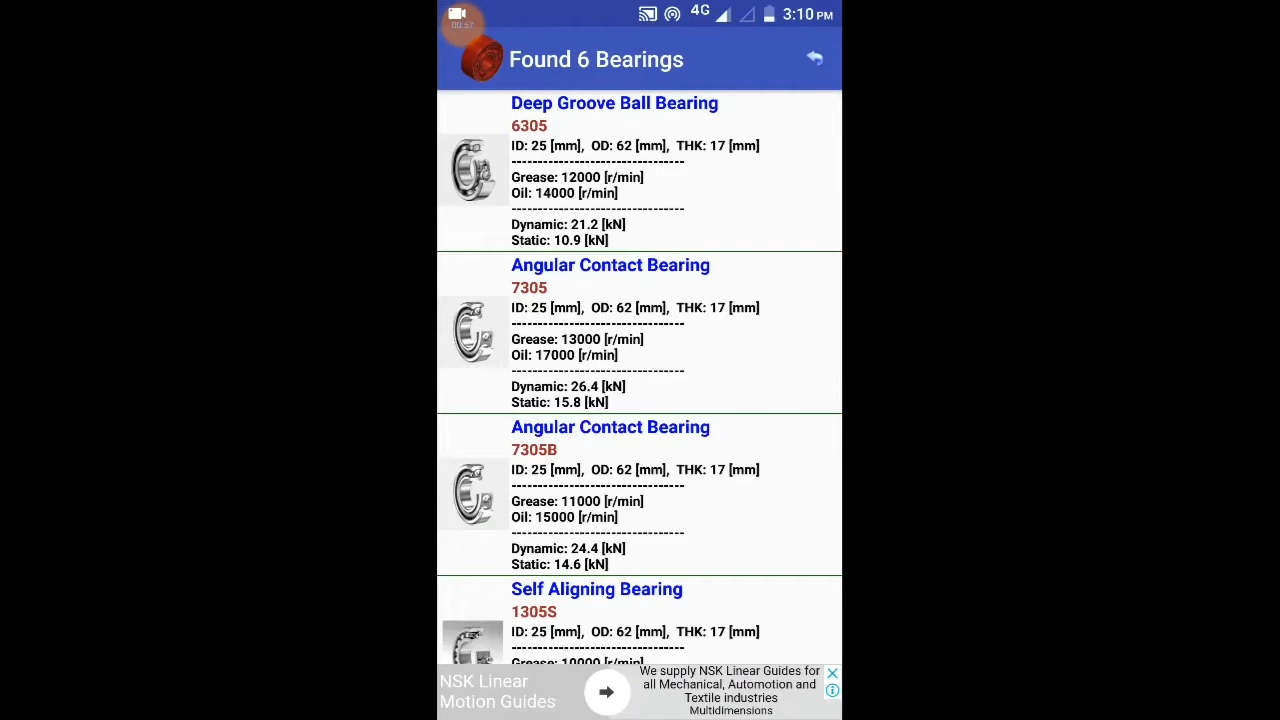 00:57
4G
3:10 PM
Found 6 Bearings
Deep Groove Ball Bearing
6305
ID: 25 [mm],  OD: 62 [mm],  THK: 17 [mm]
---------------------------------
Grease: 12000 [r/min]
Oil: 14000 [r/min]
---------------------------------
Dynamic: 21.2 [kN]
Static: 10.9 [kN]
Angular Contact Bearing
7305
ID: 25 [mm],  OD: 62 [mm],  THK: 17 [mm]
---------------------------------
Grease: 13000 [r/min]
Oil: 17000 [r/min]
---------------------------------
Dynamic: 26.4 [kN]
Static: 15.8 [kN]
Angular Contact Bearing
7305B
ID: 25 [mm],  OD: 62 [mm],  THK: 17 [mm]
---------------------------------
Grease: 11000 [r/min]
Oil: 15000 [r/min]
---------------------------------
Dynamic: 24.4 [kN]
Static: 14.6 [kN]
Self Aligning Bearing
1305S
ID: 25 [mm],  OD: 62 [mm],  THK: 17 [mm]
---------------------------------
Grease: 10000 [r/min]
NSK Linear
Motion Guides
We supply NSK Linear Guides for
all Mechanical, Automotion and
Textile industries
Multidimensions